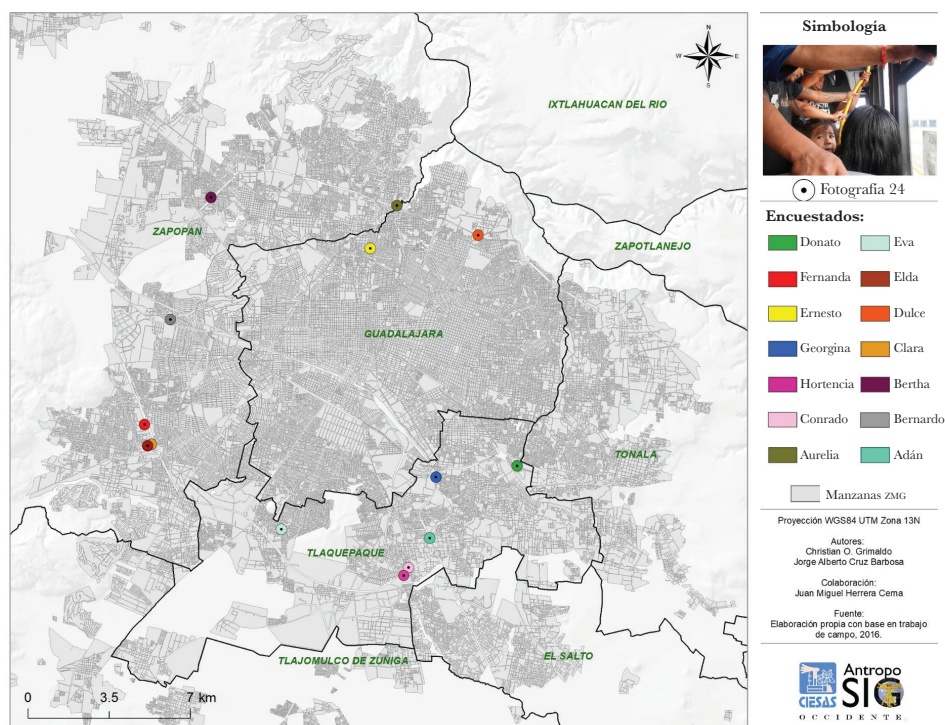 N
W E
S
IXTLAHUACAN DEL RIO
ZAPOPAN
ZAPOTLANEJO
GUADALAJARA
TONALA
TLAQUEPAQUE
TLAJOMULCO DE ZUÑIGA
EL SALTO
0 3.5 7 km
Simbología
Fotografía 24
Encuestados:
Donato Eva
Fernanda Elda
Ernesto Dulce
Georgina Clara
Hortencia Bertha
Conrado Bernardo
Aurelia Adán
Manzanas ZMG
Proyección WGS84 UTM Zona 13N
Autores:
Christian O. Grimaldo
Jorge Alberto Cruz Barbosa
Colaboración:
Juan Miguel Herrera Cema
Fuente:
Elaboración propia con base en trabajo
de campo, 2016.
CIESAS
Antropo
SIG
OCCIDENTE